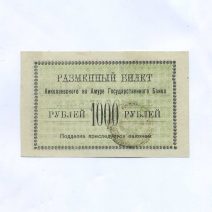 РАЗМЕННЫЙ БИЛЕТ
Николаевского на Амуре Государственного Банка
РУБЛЕЙ 1000 РУБЛЕЙ
Подделка преследуется законом